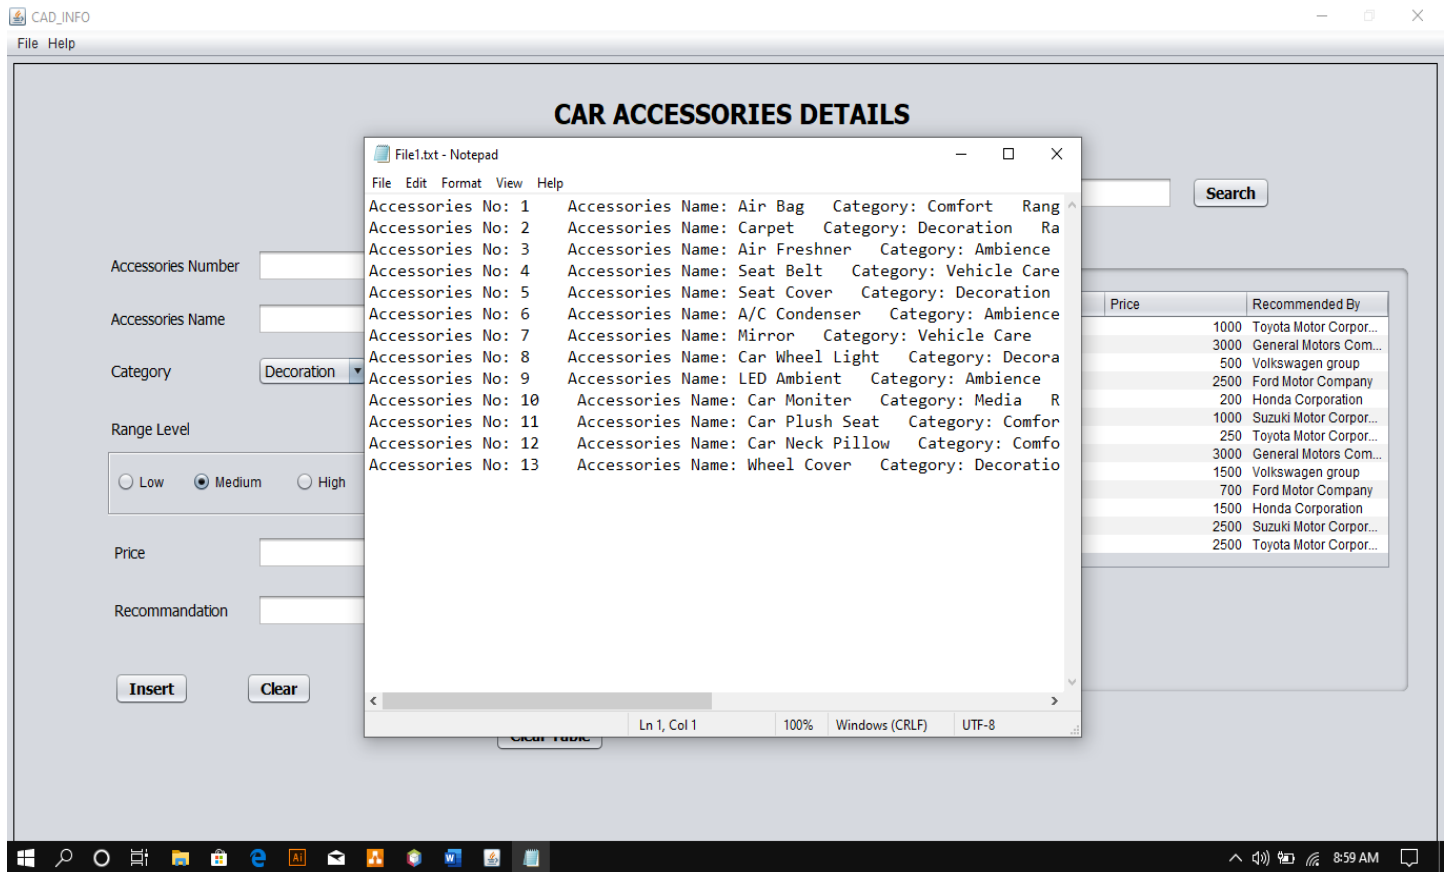 CAD_INFO
File Help
CAR ACCESSORIES DETAILS
Search
Accessories Number
Accessories Name
Category
Decoration
Range Level
Low Medium High
Price
Recommandation
Insert Clear
File1.txt - Notepad
File Edit Format View Help
Accessories No: 1 Accessories Name: Air Bag Category: Comfort Rang
Accessories No: 2 Accessories Name: Carpet Category: Decoration Ra
Accessories No: 3 Accessories Name: Air Freshner Category: Ambience
Accessories No: 4 Accessories Name: Seat Belt Category: Vehicle Care
Accessories No: 5 Accessories Name: Seat Cover Category: Decoration
Accessories No: 6 Accessories Name: A/C Condenser Category: Ambience
Accessories No: 7 Accessories Name: Mirror Category: Vehicle Care
Accessories No: 8 Accessories Name: Car Wheel Light Category: Decora
Accessories No: 9 Accessories Name: LED Ambient Category: Ambience
Accessories No: 10 Accessories Name: Car Moniter Category: Media R
Accessories No: 11 Accessories Name: Car Plush Seat Category: Comfor
Accessories No: 12 Accessories Name: Car Neck Pillow Category: Comfo
Accessories No: 13 Accessories Name: Wheel Cover Category: Decoratio
Ln 1, Col 1 100% Windows (CRLF) UTF-8
Clear Table
Price Recommended By
1000 Toyota Motor Corpor...
3000 General Motors Com...
500 Volkswagen group
2500 Ford Motor Company
200 Honda Corporation
1000 Suzuki Motor Corpor...
250 Toyota Motor Corpor...
3000 General Motors Com...
1500 Volkswagen group
700 Ford Motor Company
1500 Honda Corporation
2500 Suzuki Motor Corpor...
2500 Toyota Motor Corpor...
Ai
W
8:59 AM